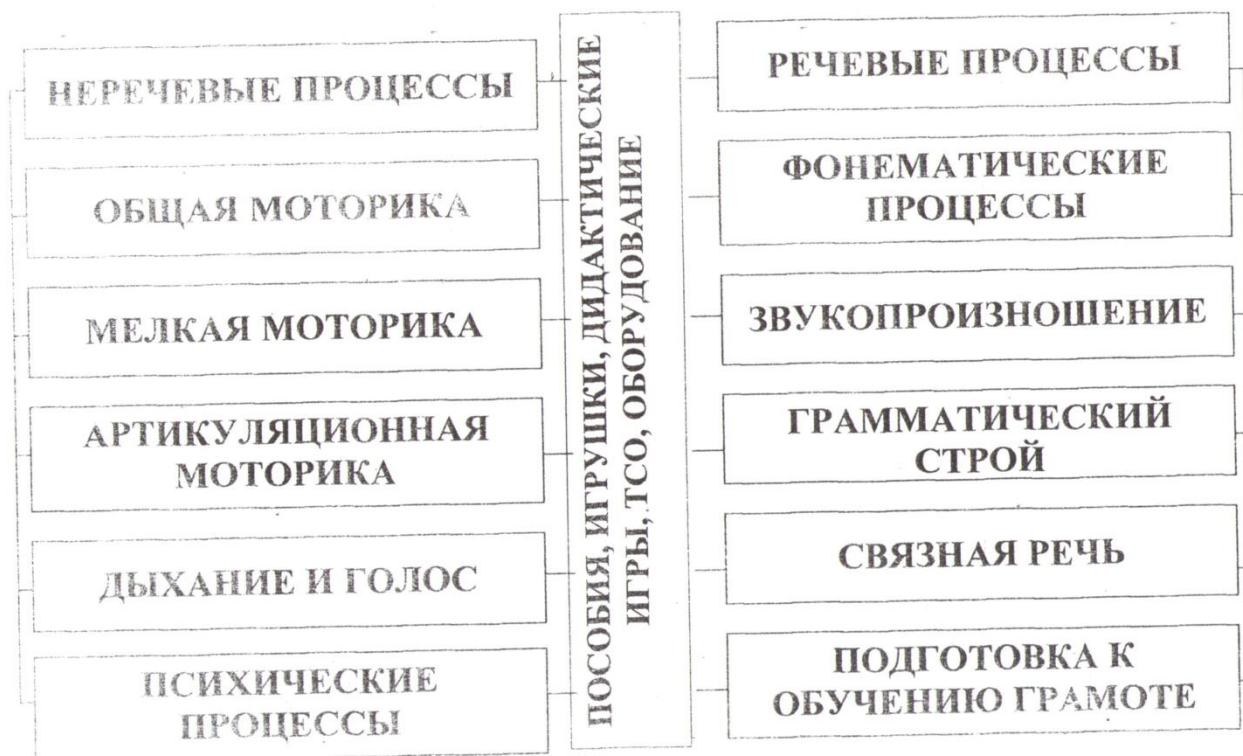 НЕРЕЧЕВЫЕ ПРОЦЕССЫ
ОБЩАЯ МОТОРИКА
МЕЛКАЯ МОТОРИКА
АРТИКУЛЯЦИОННАЯ
МОТОРИКА
ДЫХАНИЕ И ГОЛОС
ПСИХИЧЕСКИЕ
ПРОЦЕССЫ
ПОСОБИЯ, ИГРУШКИ, ДИДАКТИЧЕСКИЕ
ИГРЫ, ТСО, ОБОРУДОВАНИЕ
РЕЧЕВЫЕ ПРОЦЕССЫ
ФОНЕМАТИЧЕСКИЕ
ПРОЦЕССЫ
ЗВУКОПРОИЗНОШЕНИЕ
ГРАММАТИЧЕСКИЙ
СТРОЙ
СВЯЗНАЯ РЕЧЬ
ПОДГОТОВКА К
ОБУЧЕНИЮ ГРАМОТЕ